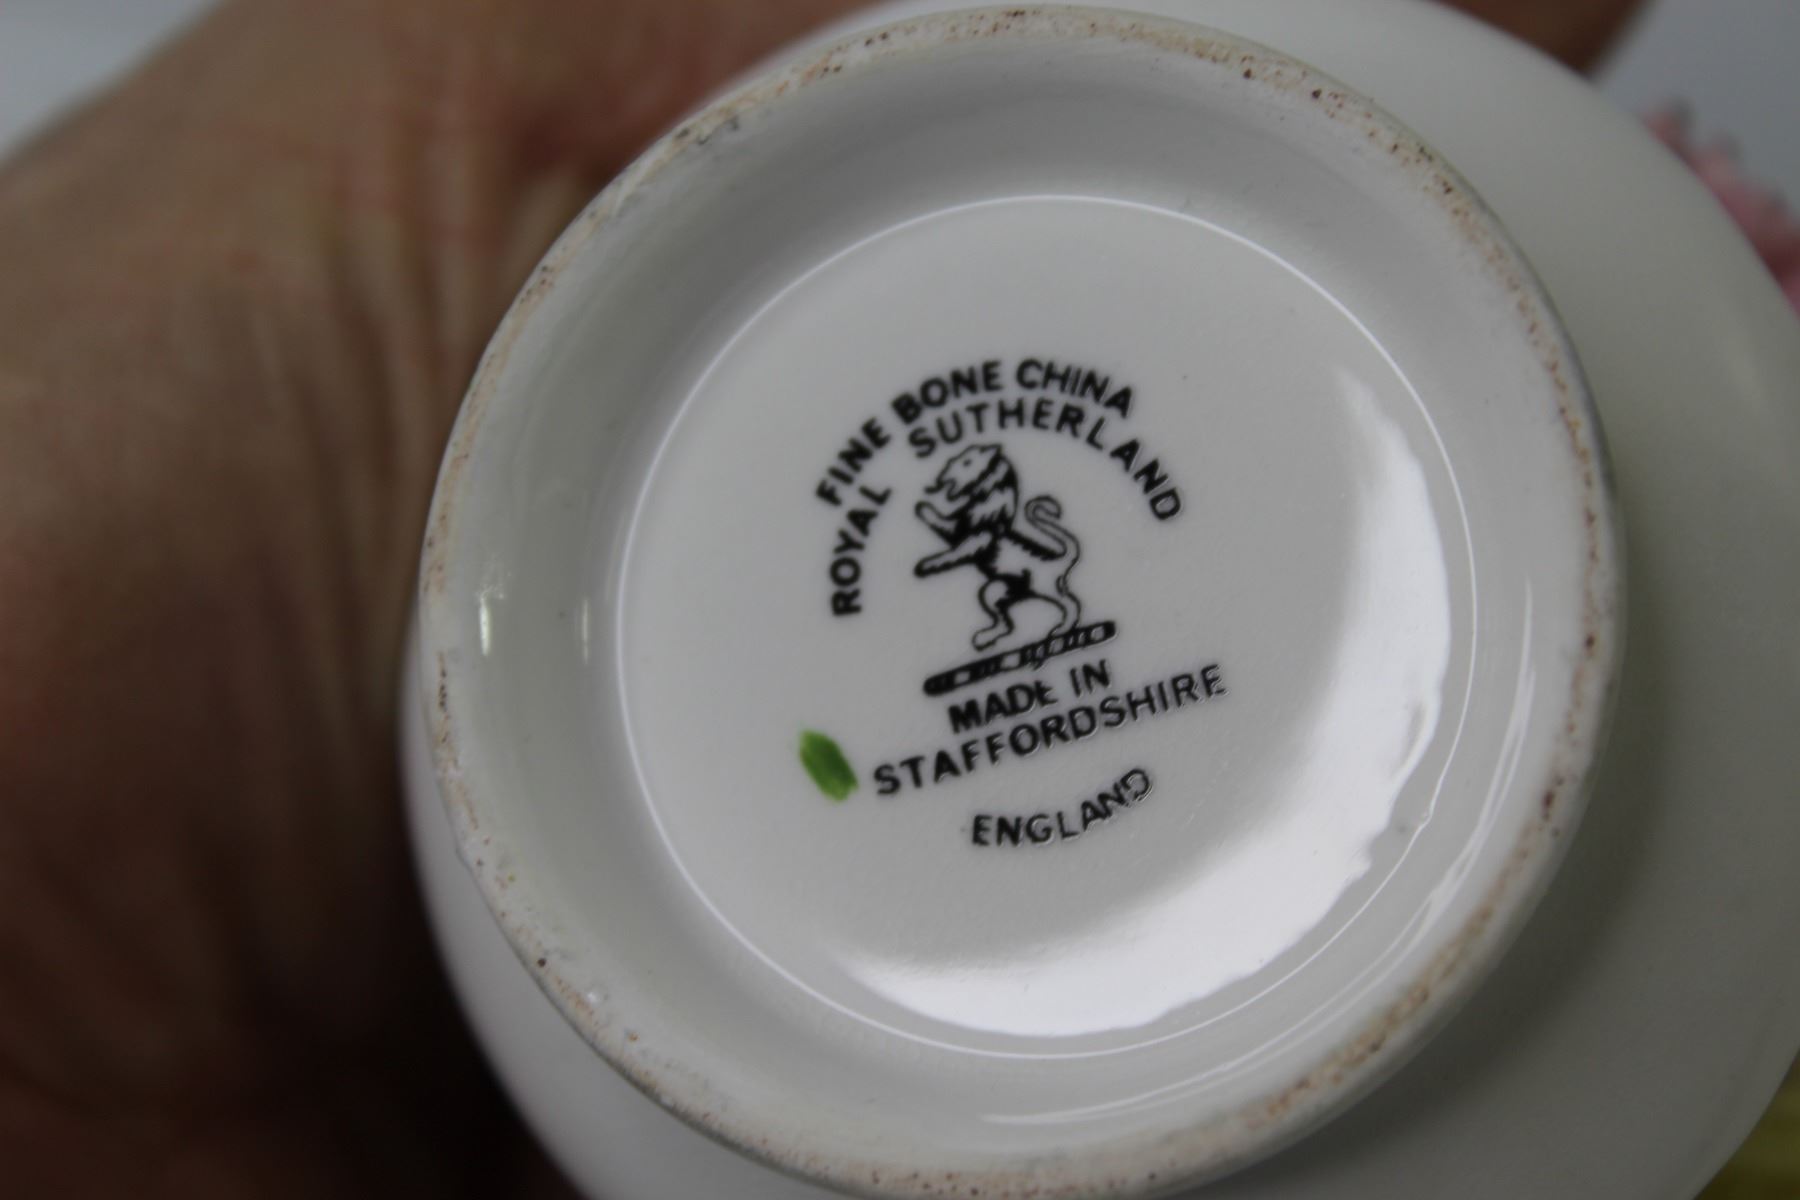 FINE BONE CHINA
ROYAL SUTHERLAND
MADE IN
STAFFORDSHIRE
ENGLAND